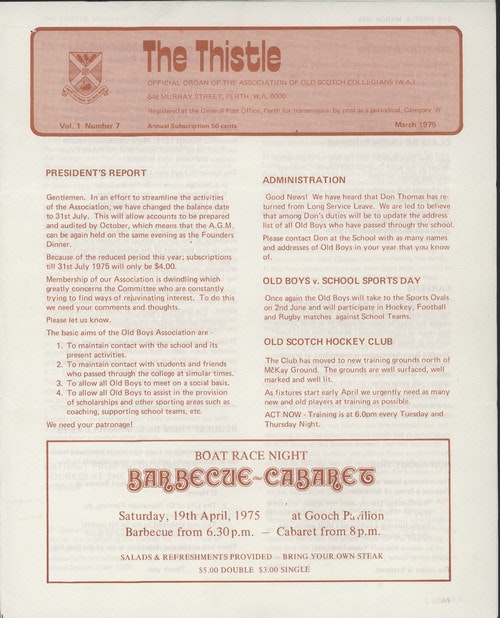 The Thistle
OFFICIAL ORGAN OF THE ASSOCIATION OF OLD SCOTCH COLLEGIANS (W.A.)
546 MURRAY STREET, PERTH, W.A. 6000
Registered at the General Post Office, Perth for transmission by post as a periodical, Category 'B'
Vol. 1 Number 7 Annual Subscription 50 cents March 1975
PRESIDENT'S REPORT
Gentlemen. In an effort to streamline the activities
of the Association, we have changed the balance date
to 31st July. This will allow accounts to be prepared
and audited by October, which means that the A.G.M.
can be again held on the same evening as the Founders
Dinner.
Because of the reduced period this year; subscriptions
till 31st July 1975 will only be $4.00.
Membership of our Association is dwindling which
greatly concerns the Committee who are constantly
trying to find ways of rejuvinating interest. To do this
we need your comments and thoughts.
Please let us know.
The basic aims of the Old Boys Association are -
1. To maintain contact with the school and its
present activities.
2. To maintain contact with students and friends
who passed through the college at simular times.
3. To allow all Old Boys to meet on a social basis.
4. To allow all Old Boys to assist in the provision
of scholarships and other sporting areas such as
coaching, supporting school teams, etc.
We need your patronage!
ADMINISTRATION
Good News! We have heard that Don Thomas has re-
turned from Long Service Leave. We are led to believe
that among Don's duties will be to update the address
list of all Old Boys who have passed through the school.
Please contact Don at the School with as many names
and addresses of Old Boys in your year that you know
of.
OLD BOYS v. SCHOOL SPORTS DAY
Once again the Old Boys will take to the Sports Ovals
on 2nd June and will participate in Hockey, Football
and Rugby matches against School Teams.
OLD SCOTCH HOCKEY CLUB
The Club has moved to new training grounds north of
McKay Ground. The grounds are well surfaced, well
marked and well lit.
As fixtures start early April we urgently need as many
new and old players at training as possible.
ACT NOW - Training is at 6.0pm every Tuesday and
Thursday Night.
BOAT RACE NIGHT
BARBECUE~CABARET
Saturday, 19th April, 1975 at Gooch Pavilion
Barbecue from 6.30p.m. – Cabaret from 8p.m.
SALADS & REFRESHMENTS PROVIDED – BRING YOUR OWN STEAK
$5.00 DOUBLE $3.00 SINGLE